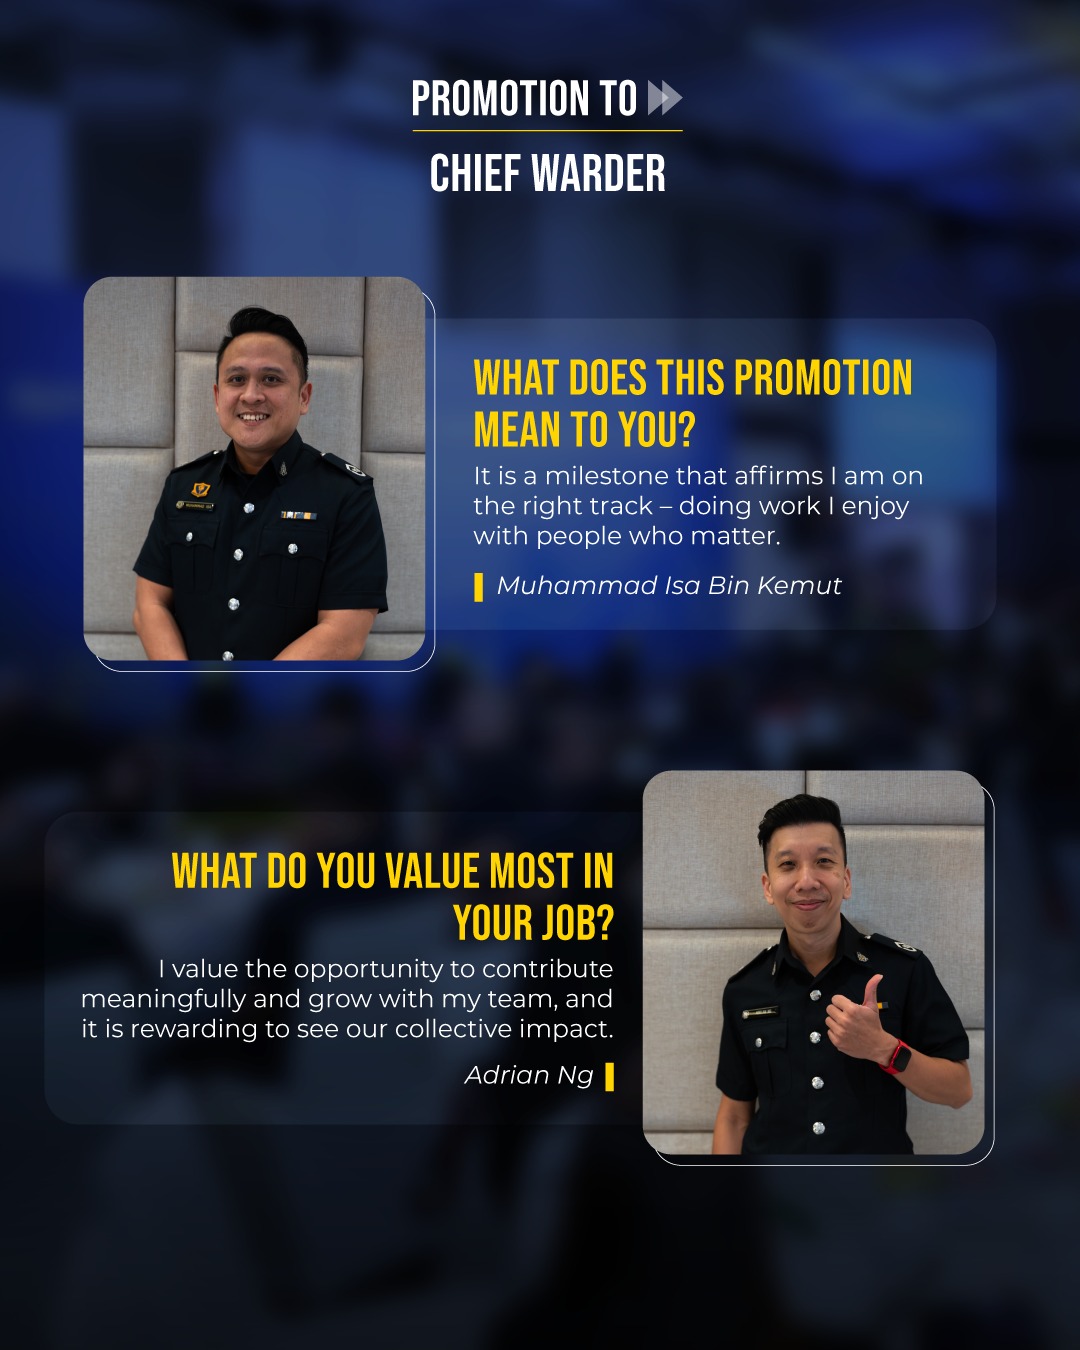 PROMOTION TO
CHIEF WARDER
WHAT DOES THIS PROMOTION
MEAN TO YOU?
It is a milestone that affirms I am on
the right track – doing work I enjoy
with people who matter.
Muhammad Isa Bin Kemut
WHAT DO YOU VALUE MOST IN
YOUR JOB?
I value the opportunity to contribute
meaningfully and grow with my team, and
it is rewarding to see our collective impact.
Adrian Ng